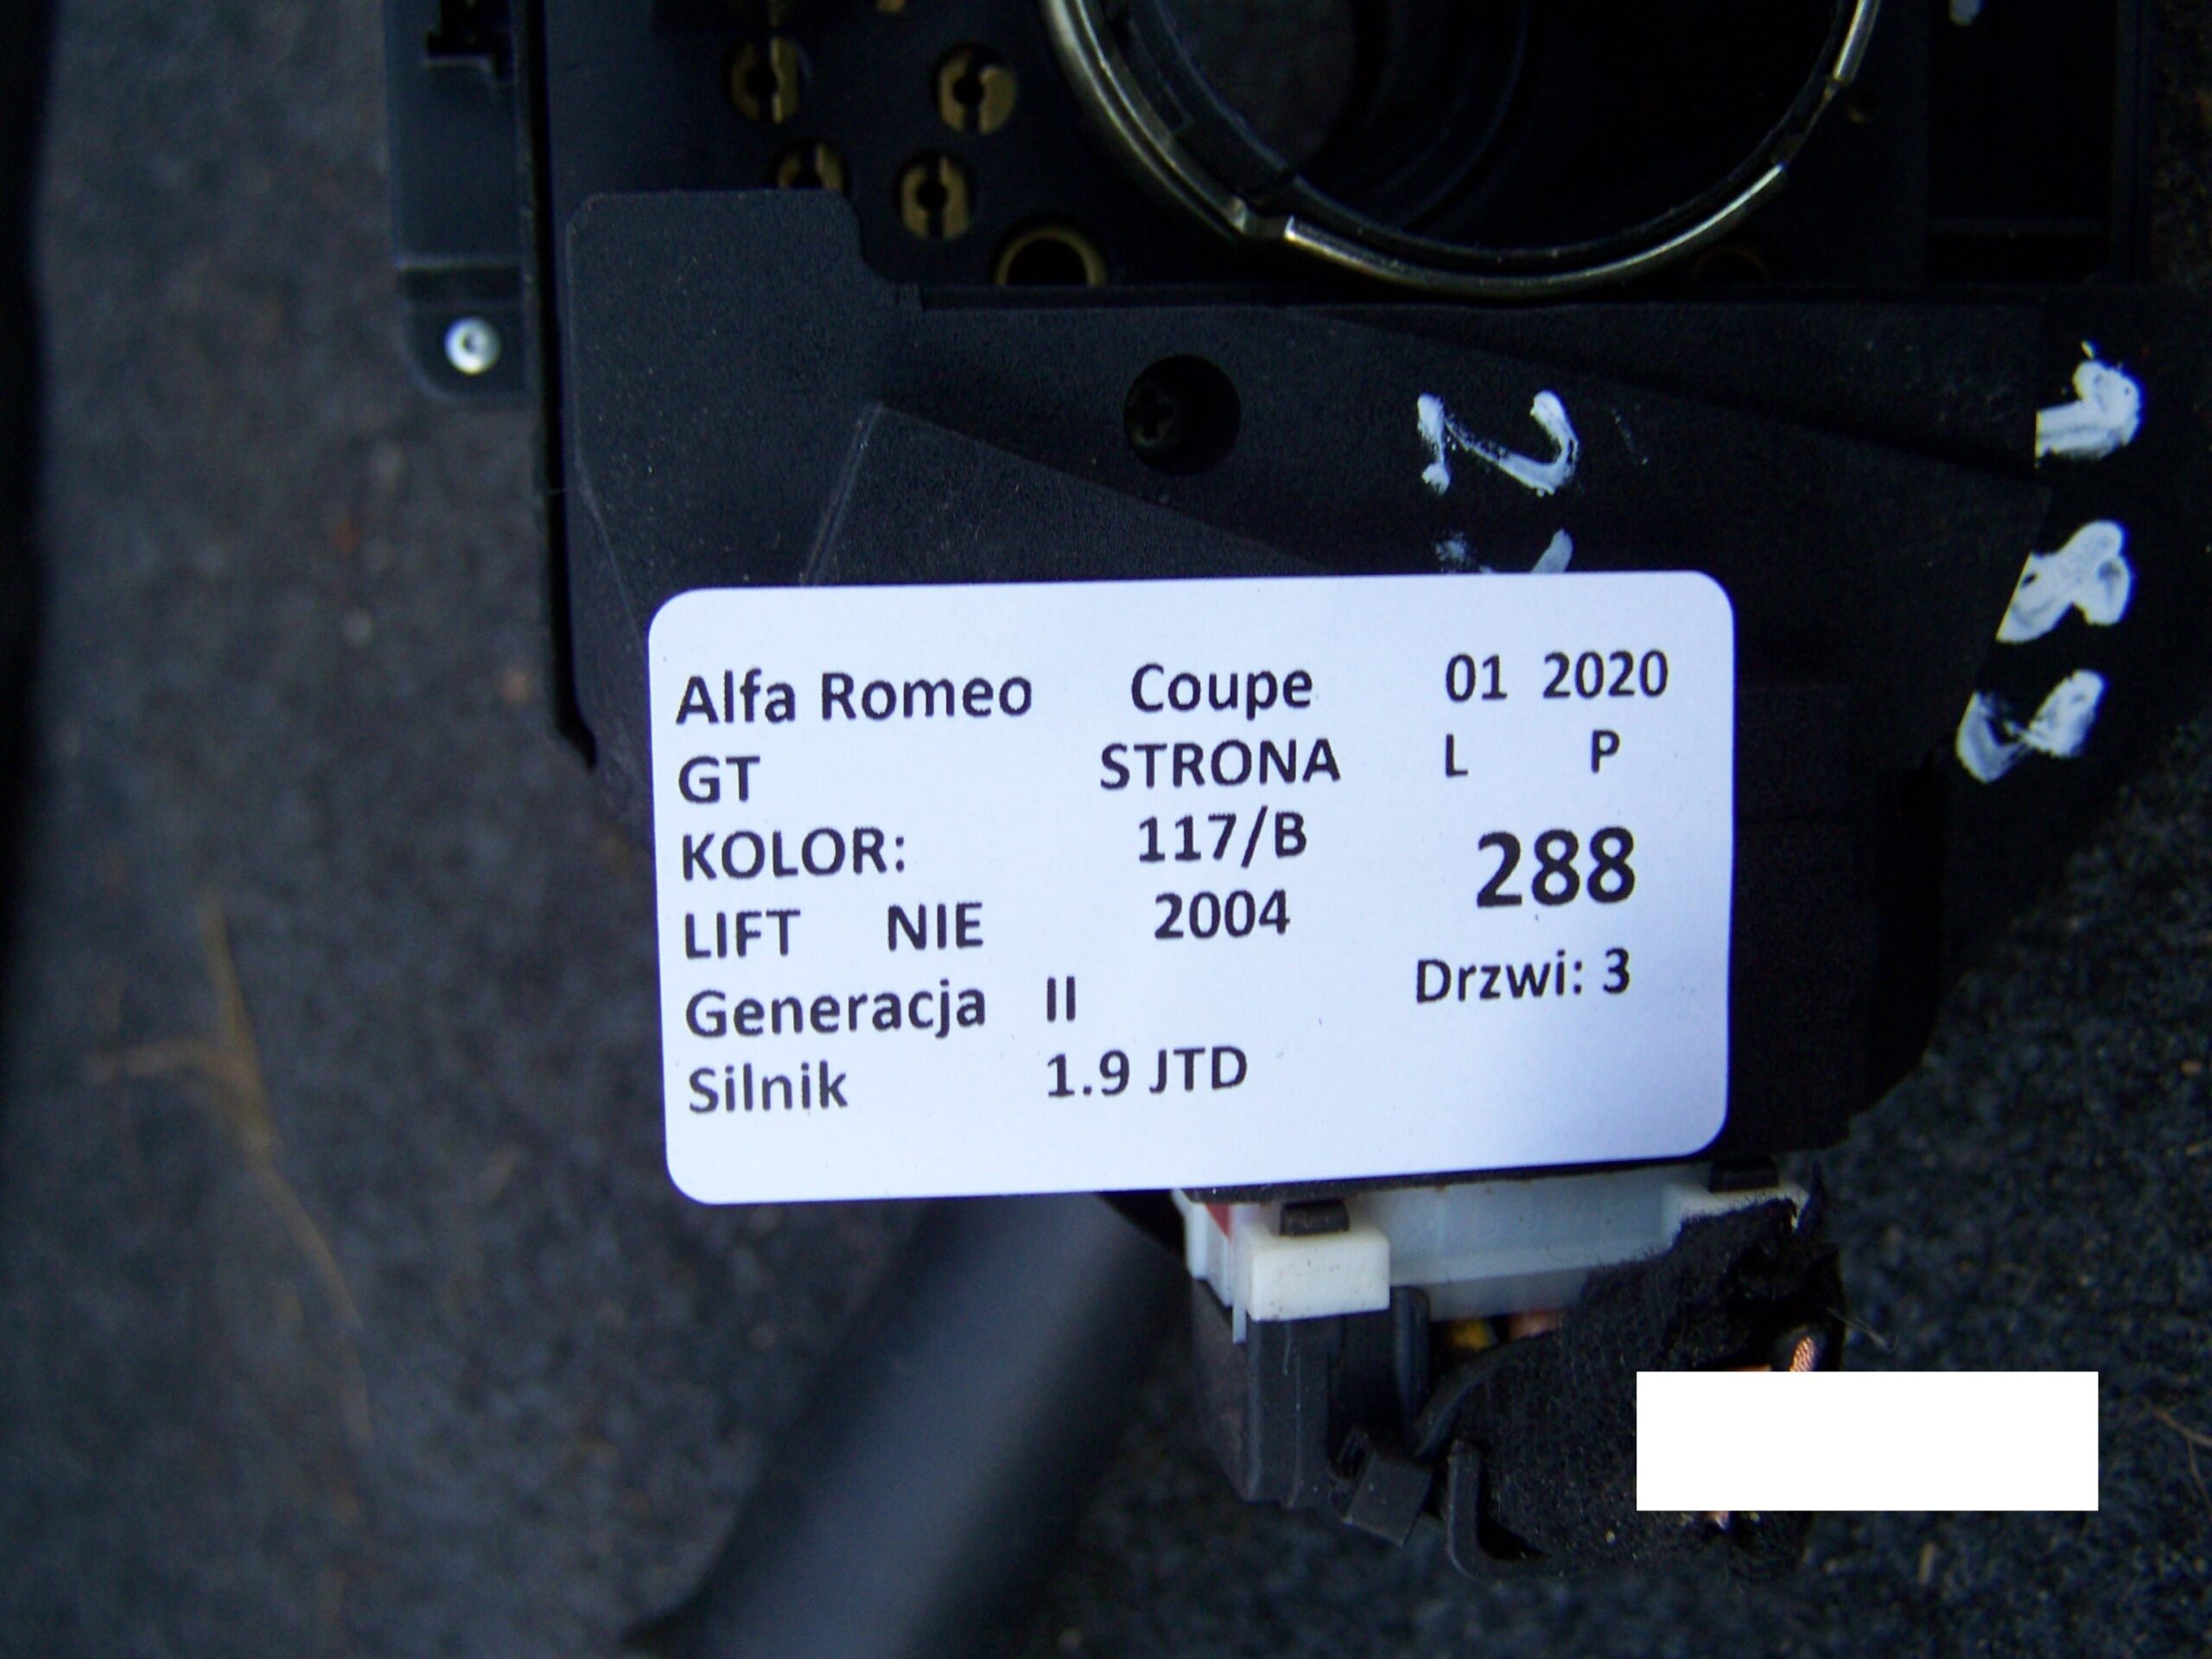 Alfa Romeo Coupe 01 2020
GT STRONA L P
KOLOR: 117/B 288
LIFT NIE 2004
Generacja II Drzwi: 3
Silnik 1.9 JTD